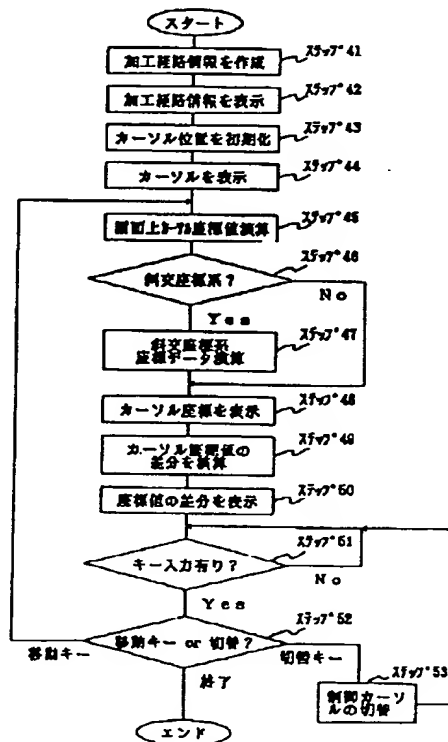 スタート
ステップ41
加工経路情報を作成
ステップ42
加工経路情報を表示
ステップ43
カーソル位置を初期化
ステップ44
カーソルを表示
ステップ45
画面上カーソル座標値演算
ステップ46
斜交座標系?
No
Yes
ステップ47
斜交座標系
座標データ演算
ステップ48
カーソル座標を表示
ステップ49
カーソル座標値の
差分を演算
ステップ50
座標値の差分を表示
ステップ51
キー入力有り?
No
Yes
ステップ52
移動キー or 切替?
移動キー
切替キー
ステップ53
制御カーソ
ルの切替
終了
エンド